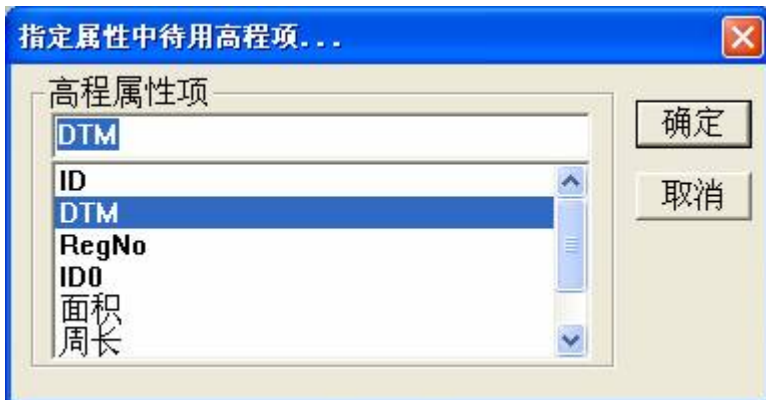 指定属性中待用高程项...
高程属性项
DTM
确定
ID
DTM
取消
RegNo
ID0
面积
周长